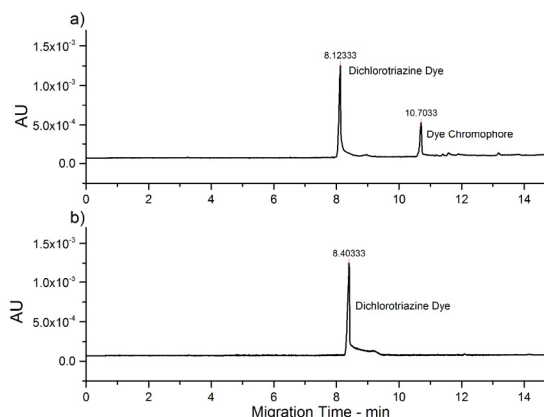 a)
1.5x10⁻³
1.0x10⁻³
5.0x10⁻⁴
0.0
AU
8.12333
Dichlorotriazine Dye
10.7033
Dye Chromophore
0 2 4 6 8 10 12 14
b)
1.5x10⁻³
1.0x10⁻³
5.0x10⁻⁴
0.0
AU
8.40333
Dichlorotriazine Dye
0 2 4 6 8 10 12 14
Migration Time - min